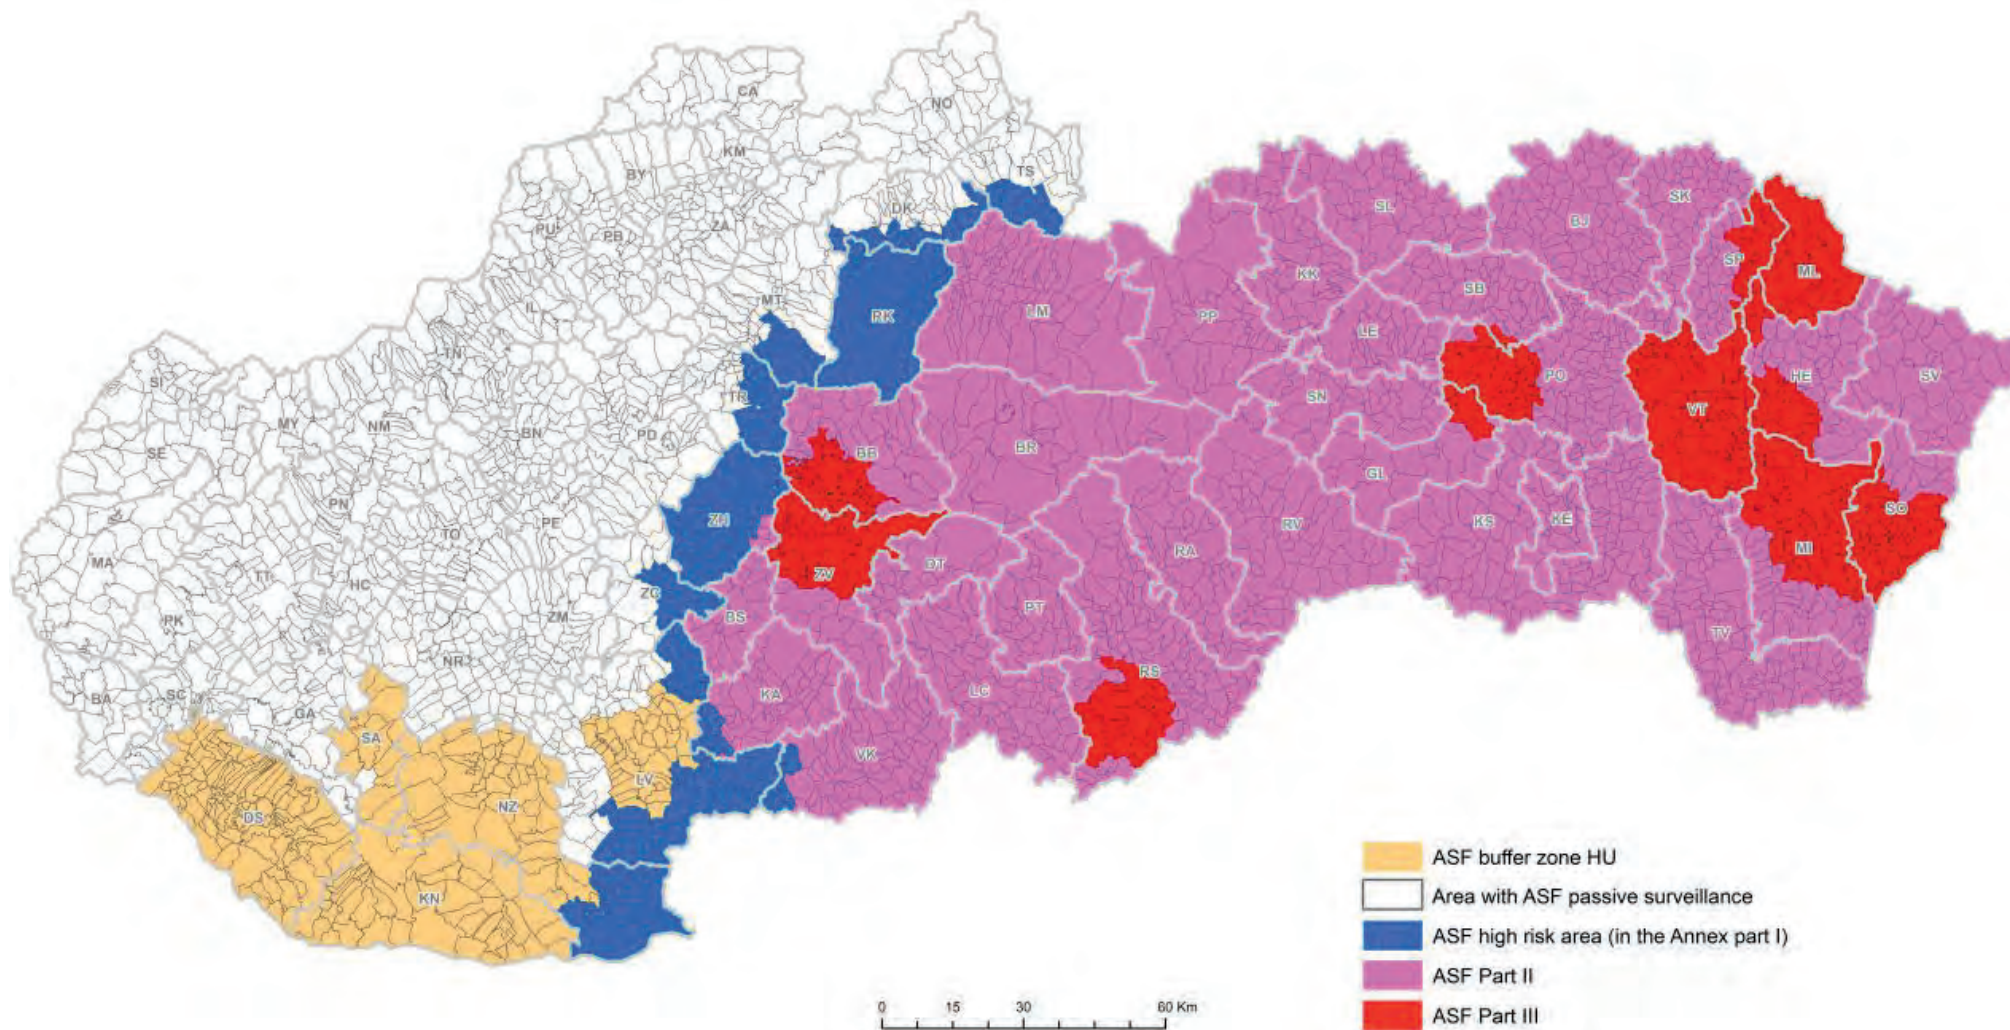 CA
NO
KM
TS
BY
DK
SL
SK
BJ
PU
PB
ZA
SP
ML
KK
SB
MT
IL
RK
LM
PP
LE
TN
SI
HE
SV
PO
TR
SN
VT
MY
NM
BN
PD
SE
BB
BR
GL
PN
ZH
RV
KS
KE
SO
PE
TO
MA
TT
HC
RA
MI
DT
ZV
ZC
PK
ZM
BS
PT
TV
NR
RS
BA
SC
KA
LC
GA
SA
VK
LV
DS
NZ
KN
ASF buffer zone HU
Area with ASF passive surveillance
ASF high risk area (in the Annex part I)
ASF Part II
ASF Part III
0 15 30 60 Km